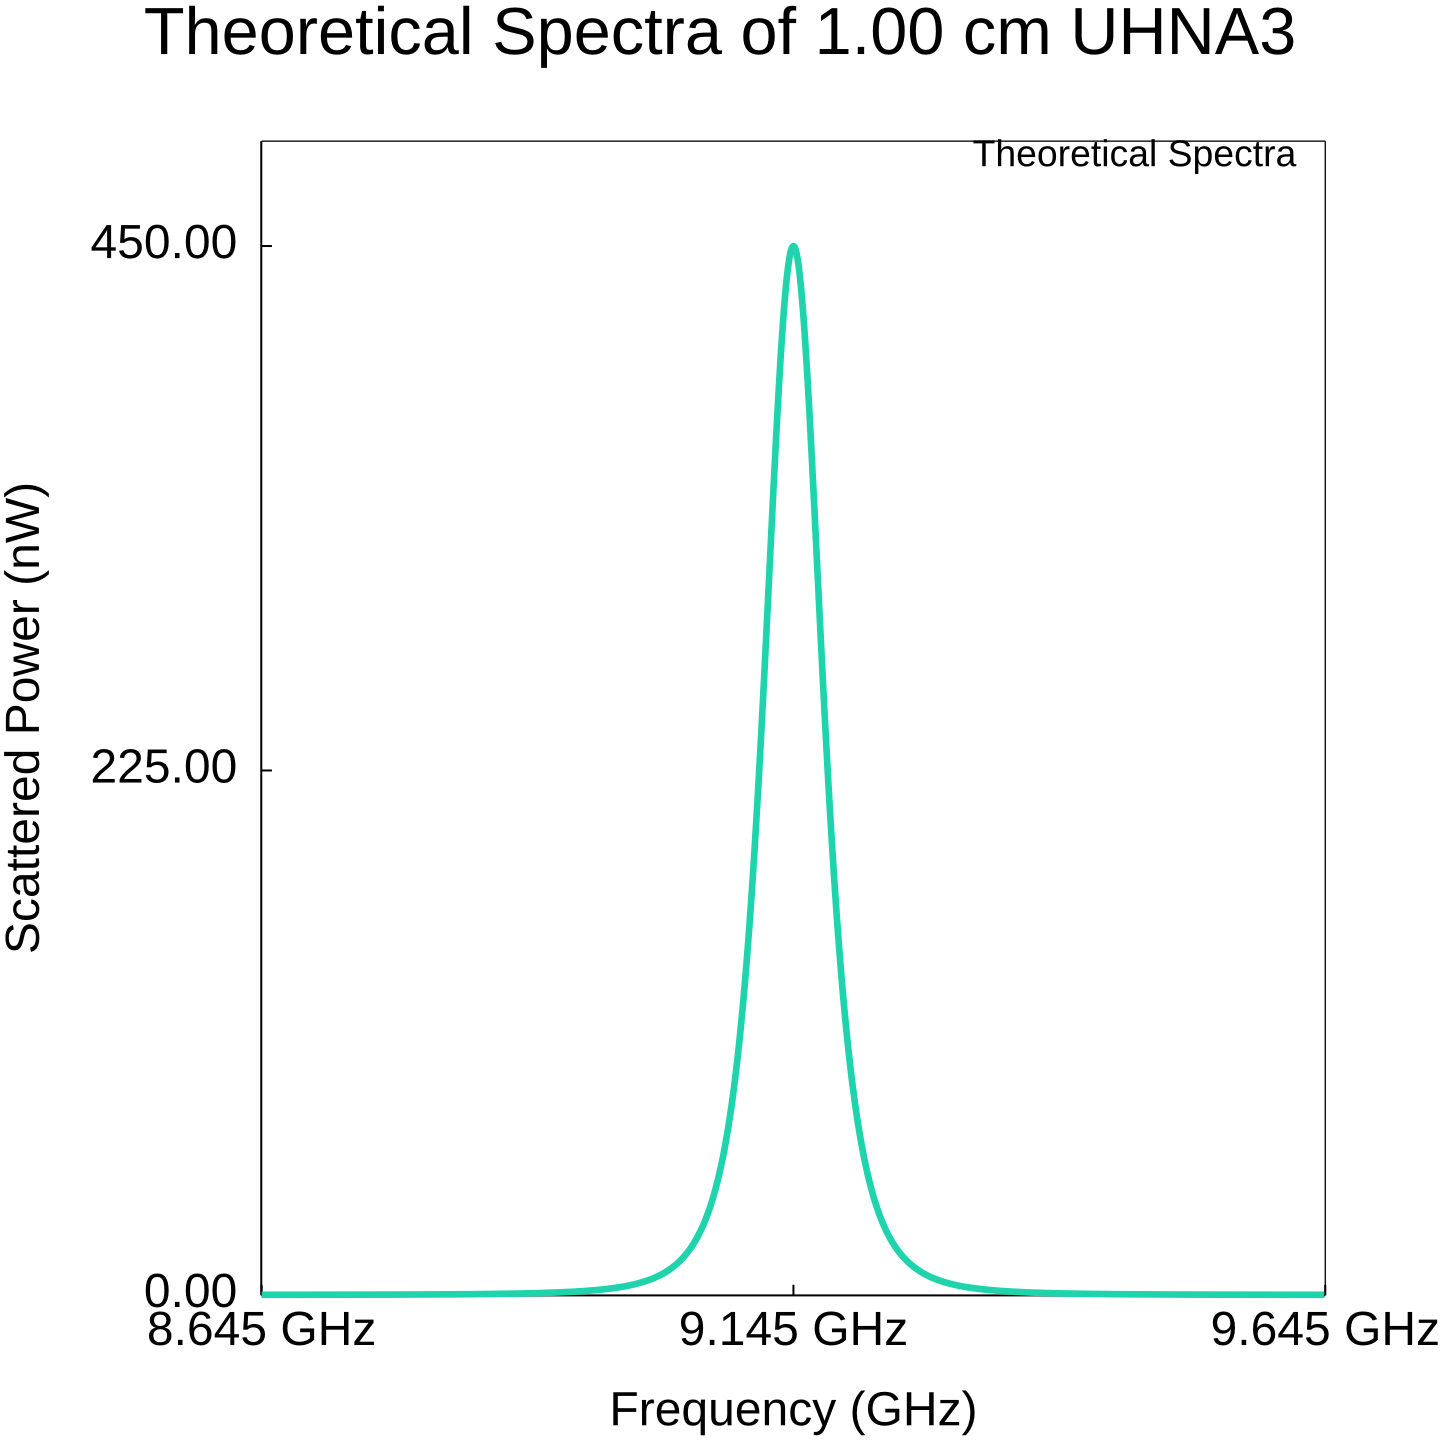 Theoretical Spectra of 1.00 cm UHNA3
Theoretical Spectra
450.00
225.00
0.00
Scattered Power (nW)
8.645 GHz
9.145 GHz
9.645 GHz
Frequency (GHz)